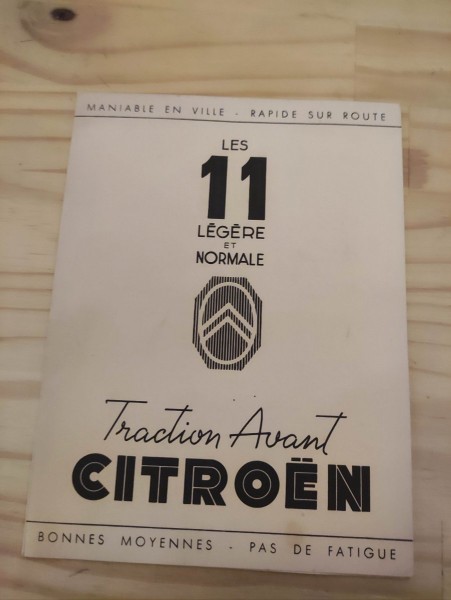 MANIABLE EN VILLE - RAPIDE SUR ROUTE
LES
11
LÉGÈRE
ET
NORMALE
Traction Avant
CITROËN
BONNES MOYENNES - PAS DE FATIGUE